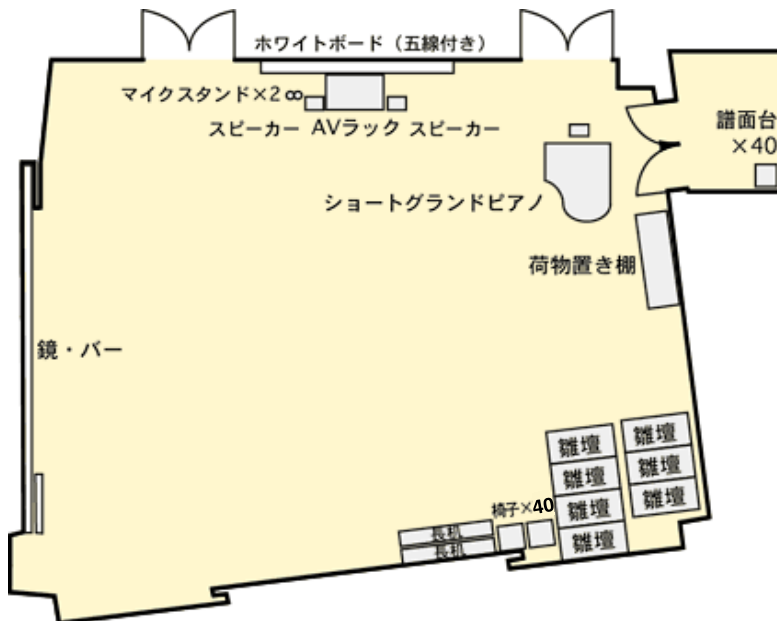 ホワイトボード（五線付き）
マイクスタンド×2
スピーカー AVラック スピーカー
譜面台
×40
ショートグランドピアノ
荷物置き棚
鏡・バー
雛壇
雛壇
雛壇
雛壇
雛壇
雛壇
雛壇
椅子×40
長机
長机